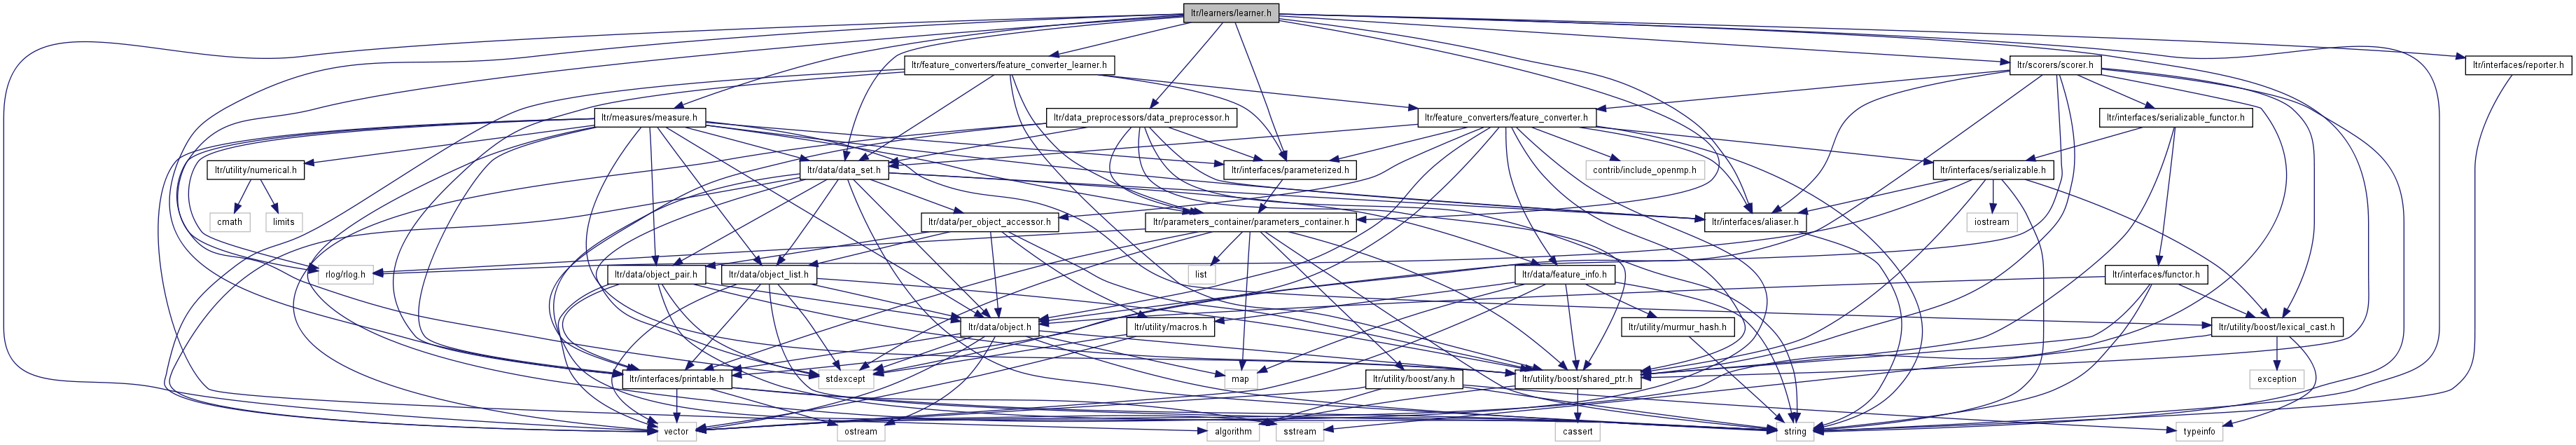 ltr/learners/learner.h
ltr/feature_converters/feature_converter_learner.h
ltr/scorers/scorer.h
ltr/interfaces/reporter.h
ltr/measures/measure.h
ltr/data_preprocessors/data_preprocessor.h
ltr/feature_converters/feature_converter.h
ltr/interfaces/serializable_functor.h
ltr/utility/numerical.h
ltr/data/data_set.h
ltr/interfaces/parameterized.h
contrib/include_openmp.h
ltr/interfaces/serializable.h
cmath
limits
ltr/data/per_object_accessor.h
ltr/parameters_container/parameters_container.h
ltr/interfaces/aliaser.h
iostream
rlog/rlog.h
ltr/data/object_pair.h
ltr/data/object_list.h
list
ltr/data/feature_info.h
ltr/interfaces/functor.h
ltr/data/object.h
ltr/utility/macros.h
ltr/utility/murmur_hash.h
ltr/utility/boost/lexical_cast.h
ltr/interfaces/printable.h
stdexcept
map
ltr/utility/boost/any.h
ltr/utility/boost/shared_ptr.h
exception
vector
ostream
algorithm
sstream
cassert
string
typeinfo